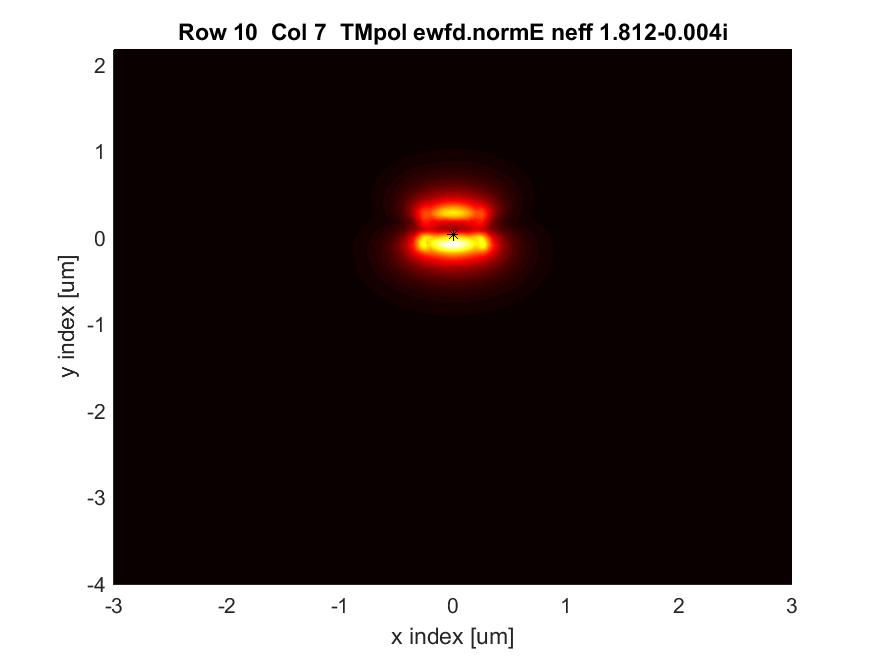 Row 10  Col 7  TMpol ewfd.normE neff 1.812-0.004i
2
1
0
-1
-2
-3
-4
y index [um]
-3 -2 -1 0 1 2 3
x index [um]